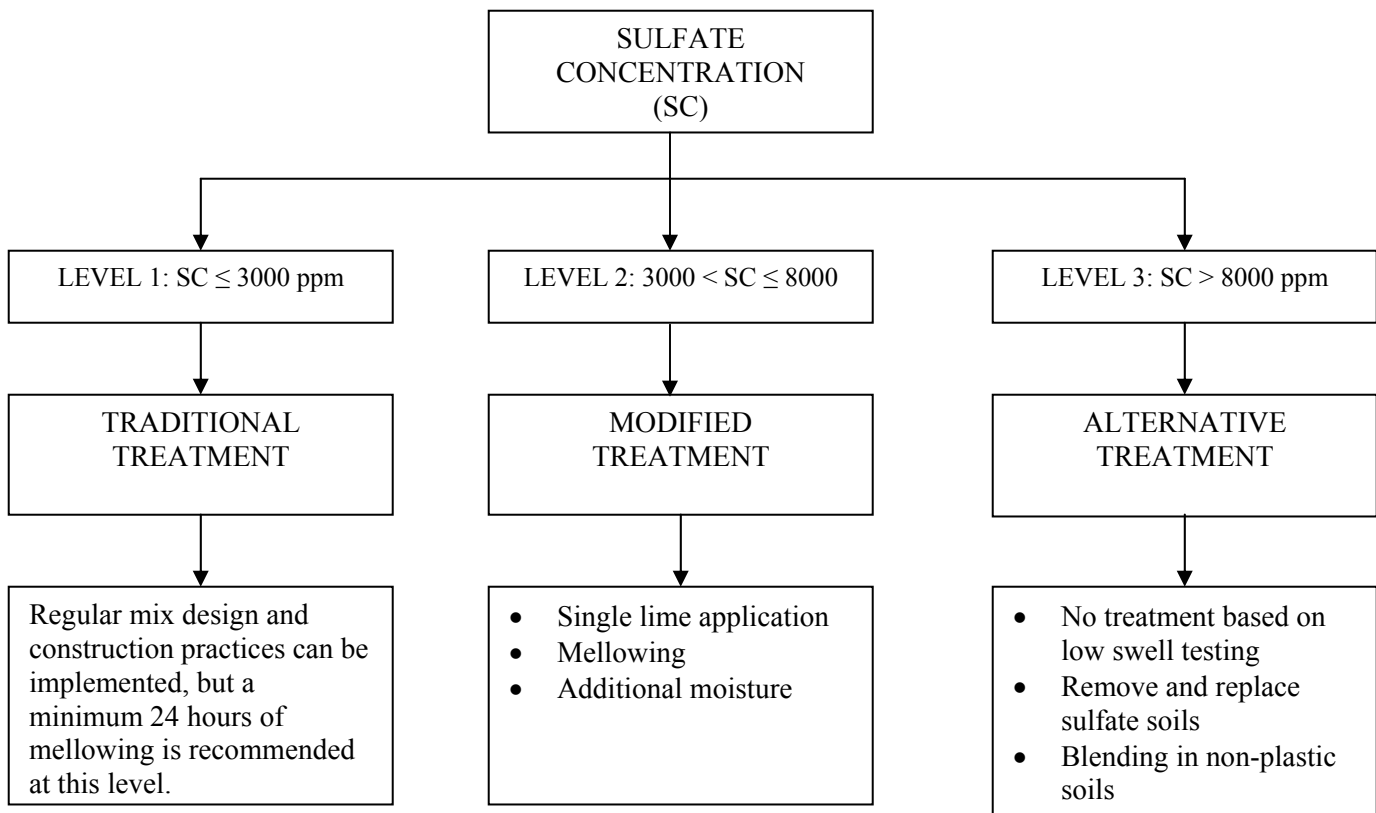 SULFATE
CONCENTRATION
(SC)
LEVEL 1: SC ≤ 3000 ppm
LEVEL 2: 3000 < SC ≤ 8000
LEVEL 3: SC > 8000 ppm
TRADITIONAL
TREATMENT
MODIFIED
TREATMENT
ALTERNATIVE
TREATMENT
Regular mix design and
construction practices can be
implemented, but a
minimum 24 hours of
mellowing is recommended
at this level.
• Single lime application
• Mellowing
• Additional moisture
• No treatment based on
low swell testing
• Remove and replace
sulfate soils
• Blending in non-plastic
soils